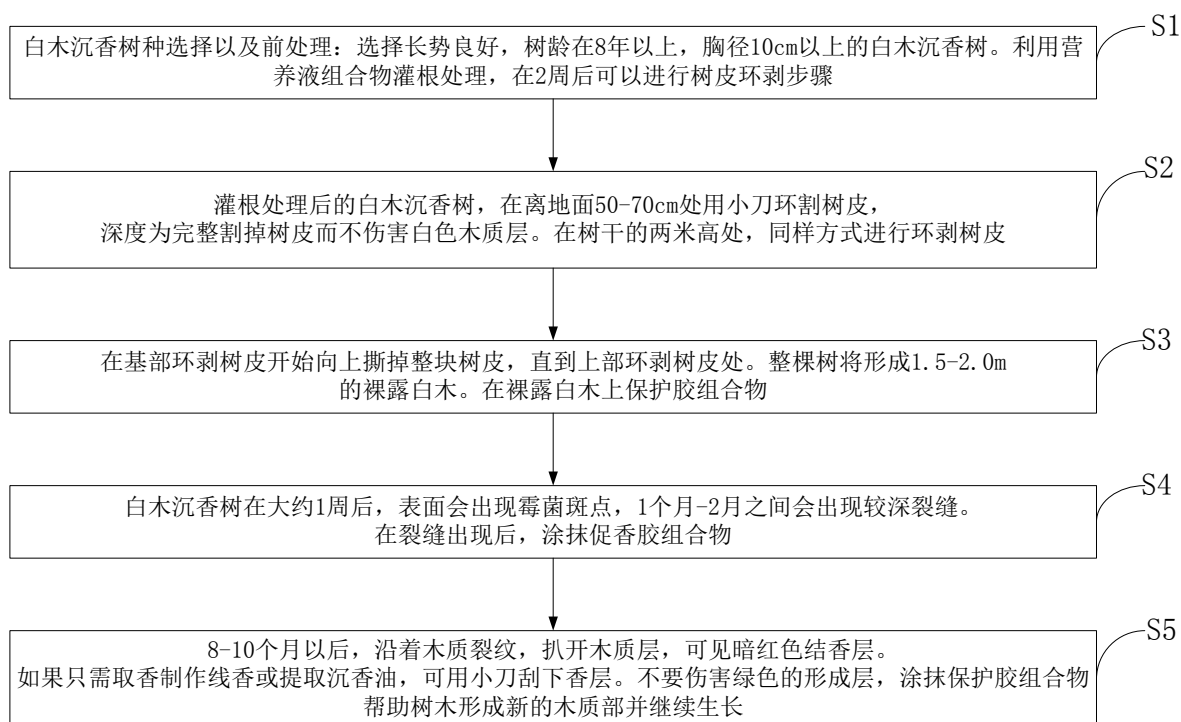 S1
白木沉香树种选择以及前处理：选择长势良好，树龄在8年以上，胸径10cm以上的白木沉香树。利用营
养液组合物灌根处理，在2周后可以进行树皮环剥步骤
S2
灌根处理后的白木沉香树，在离地面50-70cm处用小刀环割树皮，
深度为完整割掉树皮而不伤害白色木质层。在树干的两米高处，同样方式进行环剥树皮
S3
在基部环剥树皮开始向上撕掉整块树皮，直到上部环剥树皮处。整棵树将形成1.5-2.0m
的裸露白木。在裸露白木上保护胶组合物
S4
白木沉香树在大约1周后，表面会出现霉菌斑点，1个月-2月之间会出现较深裂缝。
在裂缝出现后，涂抹促香胶组合物
S5
8-10个月以后，沿着木质裂纹，扒开木质层，可见暗红色结香层。
如果只需取香制作线香或提取沉香油，可用小刀刮下香层。不要伤害绿色的形成层，涂抹保护胶组合物
帮助树木形成新的木质部并继续生长